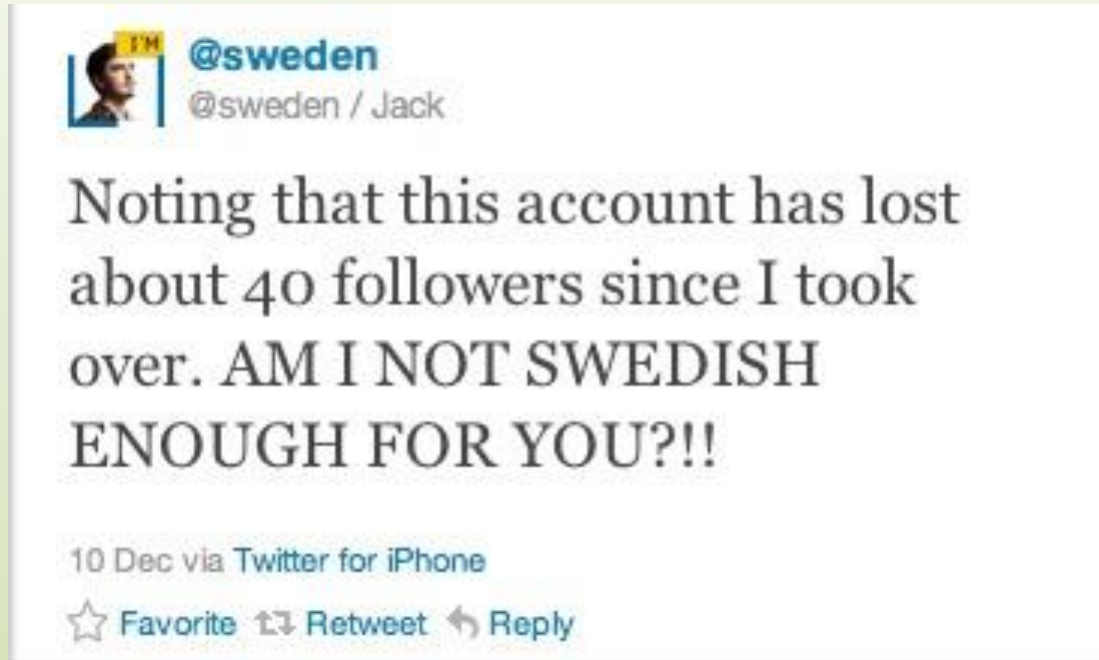 I'M
@sweden
@sweden / Jack
Noting that this account has lost
about 40 followers since I took
over. AM I NOT SWEDISH
ENOUGH FOR YOU?!!
10 Dec via Twitter for iPhone
Favorite Retweet Reply